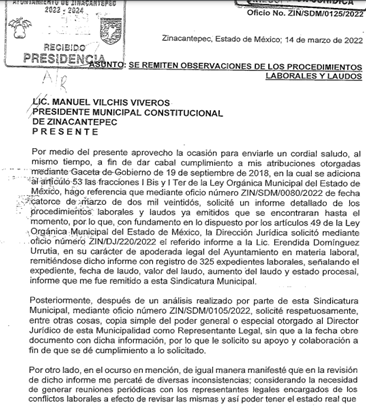 AYUNTAMIENTO DE ZINACANTEPEC
2022 - 2024
RECIBIDO
PRESIDENCIA
Oficio No. ZIN/SDM/0125/2022
Zinacantepec, Estado de México; 14 de marzo de 2022
ASUNTO: SE REMITEN OBSERVACIONES DE LOS PROCEDIMIENTOS
LABORALES Y LAUDOS
LIC. MANUEL VILCHIS VIVEROS
PRESIDENTE MUNICIPAL CONSTITUCIONAL
DE ZINACANTEPEC
P R E S E N T E
Por medio del presente aprovecho la ocasión para enviarle un cordial saludo, al
mismo tiempo, a fin de dar cabal cumplimiento a mis atribuciones otorgadas
mediante Gaceta de Gobierno de 19 de septiembre de 2018, en la cual se adiciona
al artículo 53 las fracciones I Bis y I Ter de la Ley Orgánica Municipal del Estado de
México, hago referencia que mediante oficio número ZIN/SDM/0080/2022 de fecha
catorce de marzo de mos veintidós, solicité un informe detallado de los
procedimientos laborales y laudos ya emitidos que se encontraran hasta el
momento, por lo que, con fundamento en lo dispuesto por los artículos 49 de la Ley
Orgánica Municipal del Estado de México, la Dirección Jurídica solicitó mediante
oficio número ZIN/DJ/220/2022 el referido informe a la Lic. Erendida Domínguez
Urrutia, en su carácter de apoderada legal del Ayuntamiento en materia laboral,
remitiéndose dicho informe con registro de 325 expedientes laborales, señalando el
expediente, fecha de laudo, valor del laudo, aumento del laudo y estado procesal,
informe que me fue remitido a esta Sindicatura Municipal.
Posteriormente, después de un análisis realizado por parte de esta Sindicatura
Municipal, mediante oficio número ZIN/SDM/0105/2022, solicité respetuosamente,
entre otras cosas, copia simple del poder general o especial otorgado al Director
Jurídico de esta Municipalidad como Representante Legal, sin que a la fecha obre
documento con dicha información, por lo que le solicito su apoyo y colaboración a
fin de que se dé cumplimiento a lo solicitado.
Por otro lado, en el ocurso en mención, de igual manera manifesté que en la revisión
de dicho informe me percaté de diversas inconsistencias; considerando la necesidad
de generar reuniones periódicas con los representantes legales encargados de los
conflictos laborales a efecto de revisar las mismas y así poder tener el estado real que